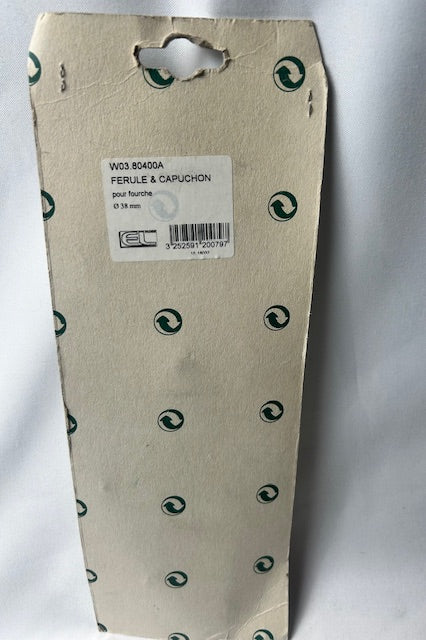 W03.80400A
FERULE & CAPUCHON
pour fourche
Ø 38 mm
3 252591 200797